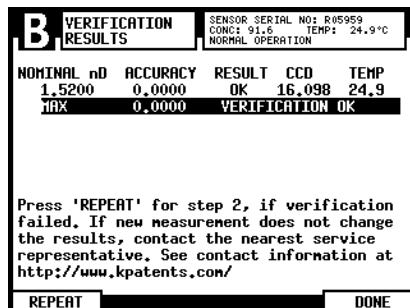 B VERIFICATION RESULTS
SENSOR SERIAL NO: R05959
CONC: 91.6 TEMP: 24.9°C
NORMAL OPERATION
NOMINAL nD ACCURACY RESULT CCD TEMP
1.5200 0.0000 OK 16.098 24.9
MAX 0.0000 VERIFICATION OK
Press 'REPEAT' for step 2, if verification
failed. If new measurement does not change
the results, contact the nearest service
representative. See contact information at
http://www.kpatents.com/
REPEAT DONE